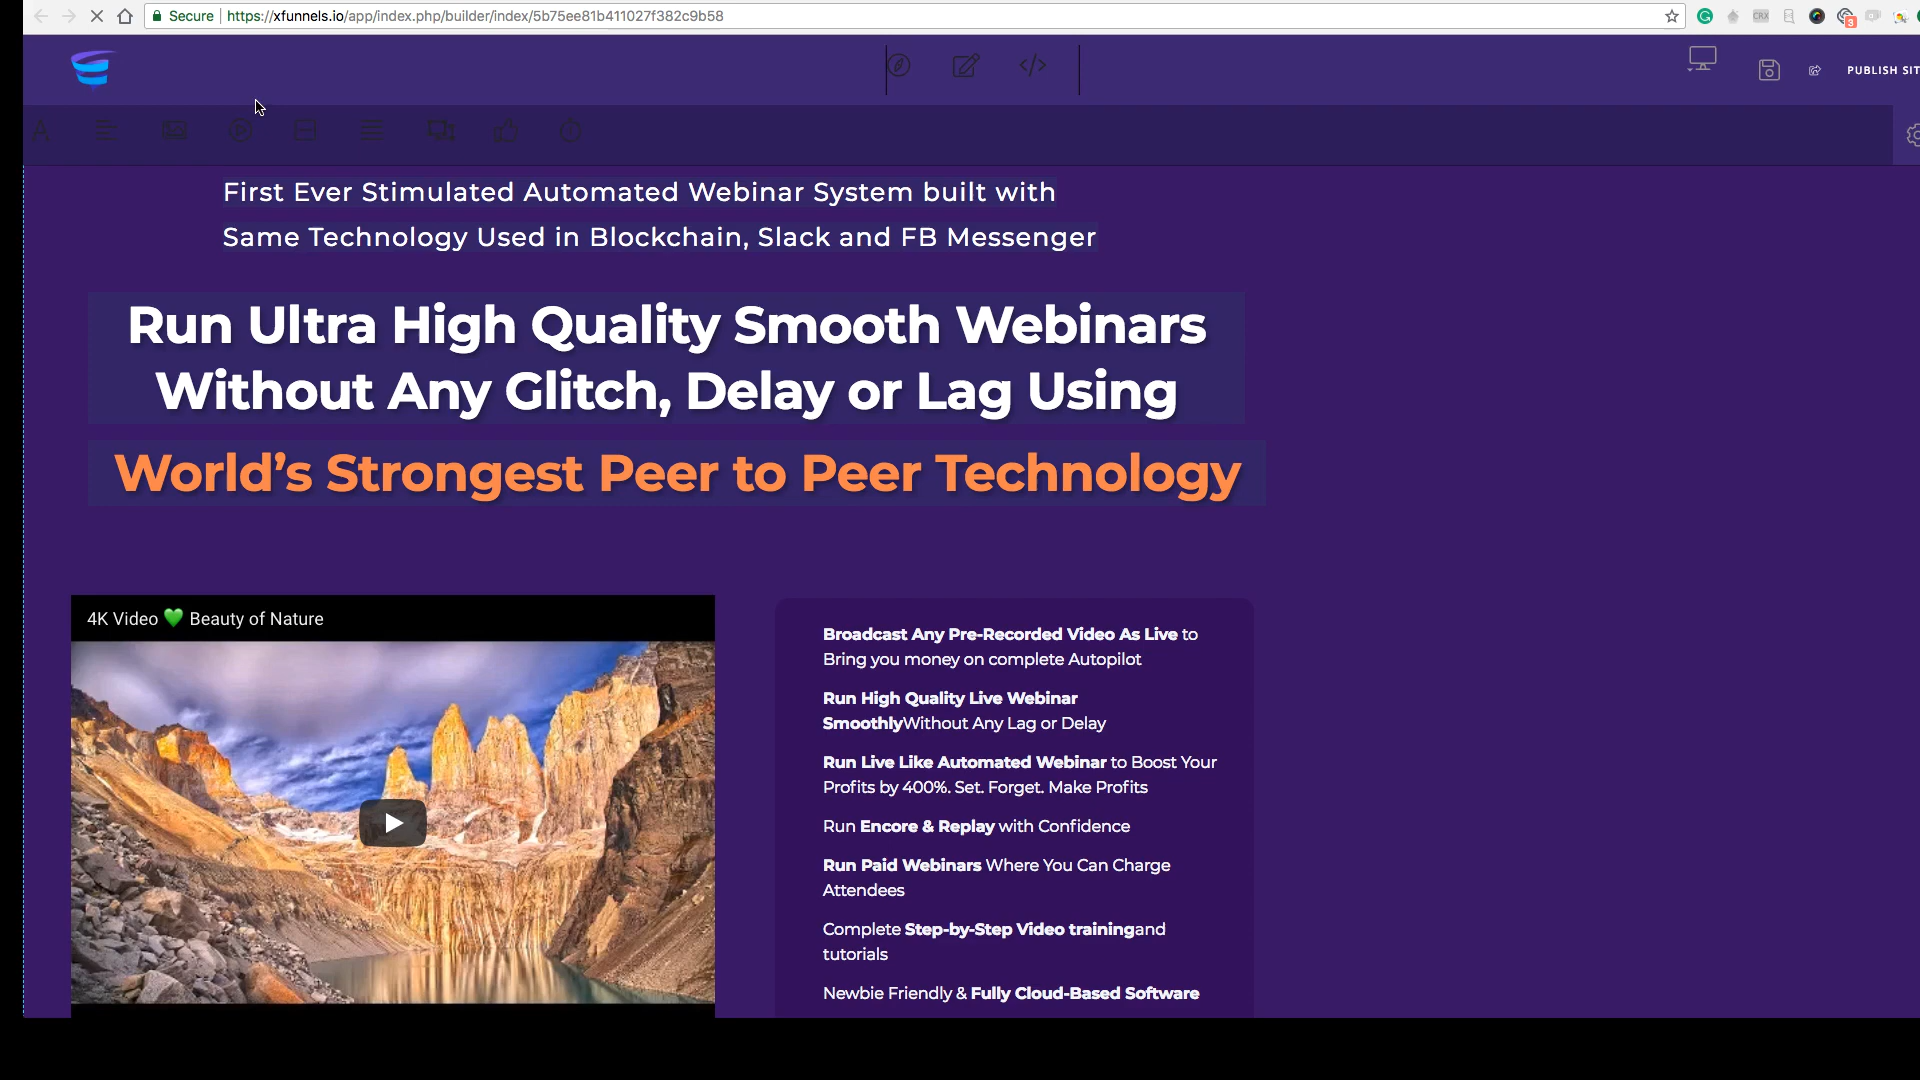 Secure https://xfunnels.io/app/index.php/builder/index/5b75ee81b411027f382c9b58
CRX
3
PUBLISH SIT
A
First Ever Stimulated Automated Webinar System built with
Same Technology Used in Blockchain, Slack and FB Messenger
Run Ultra High Quality Smooth Webinars
Without Any Glitch, Delay or Lag Using
World’s Strongest Peer to Peer Technology
4K Video 💚 Beauty of Nature
Broadcast Any Pre-Recorded Video As Live to
Bring you money on complete Autopilot
Run High Quality Live Webinar
SmoothlyWithout Any Lag or Delay
Run Live Like Automated Webinar to Boost Your
Profits by 400%. Set. Forget. Make Profits
Run Encore & Replay with Confidence
Run Paid Webinars Where You Can Charge
Attendees
Complete Step-by-Step Video trainingand
tutorials
Newbie Friendly & Fully Cloud-Based Software